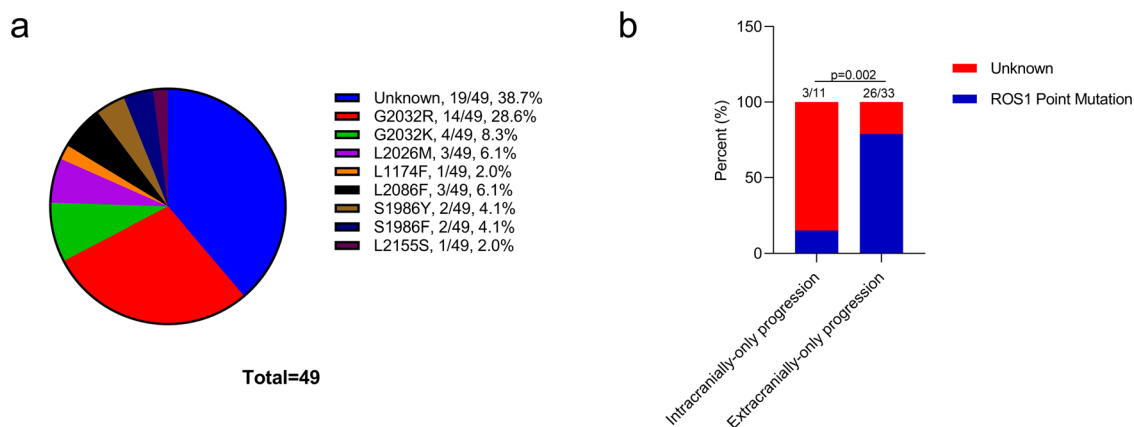 a
Unknown, 19/49, 38.7%
G2032R, 14/49, 28.6%
G2032K, 4/49, 8.3%
L2026M, 3/49, 6.1%
L1174F, 1/49, 2.0%
L2086F, 3/49, 6.1%
S1986Y, 2/49, 4.1%
S1986F, 2/49, 4.1%
L2155S, 1/49, 2.0%
Total=49
b
Percent (%)
150
100
50
0
p=0.002
3/11
26/33
Intracranially-only progression
Extracranially-only progression
Unknown
ROS1 Point Mutation